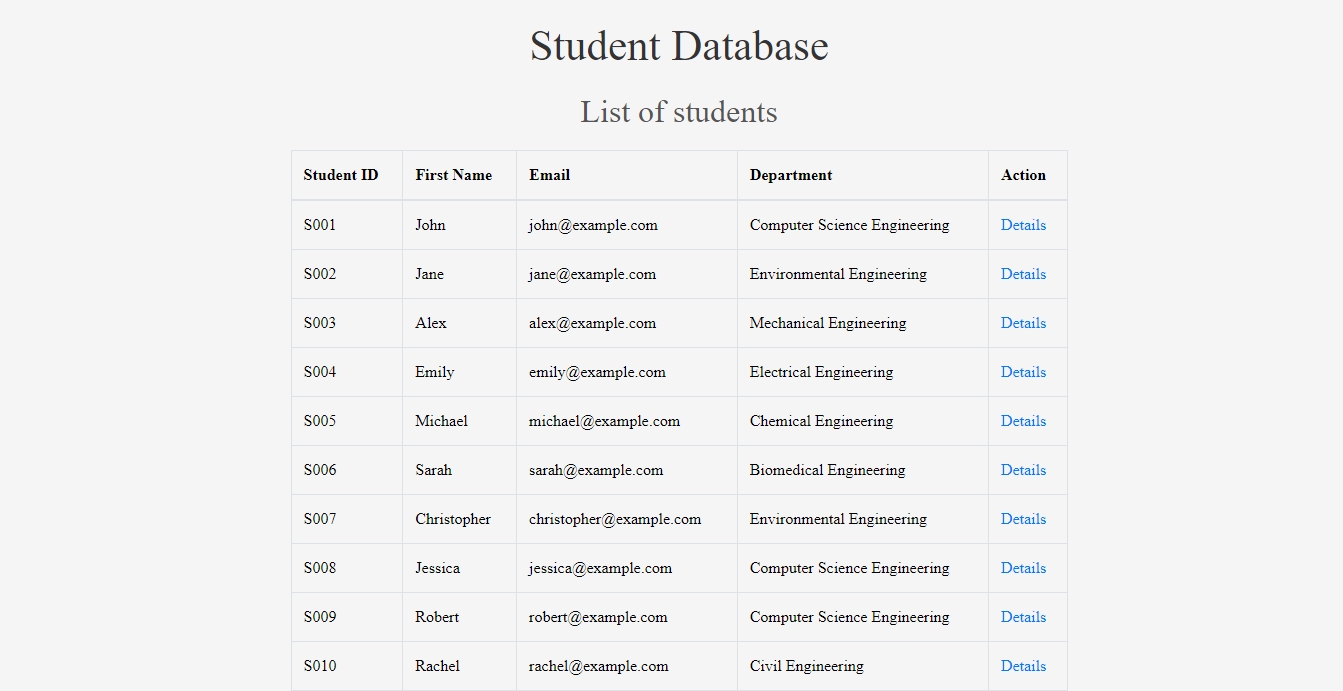 Student Database
List of students
Student ID First Name Email Department Action
S001 John john@example.com Computer Science Engineering Details
S002 Jane jane@example.com Environmental Engineering Details
S003 Alex alex@example.com Mechanical Engineering Details
S004 Emily emily@example.com Electrical Engineering Details
S005 Michael michael@example.com Chemical Engineering Details
S006 Sarah sarah@example.com Biomedical Engineering Details
S007 Christopher christopher@example.com Environmental Engineering Details
S008 Jessica jessica@example.com Computer Science Engineering Details
S009 Robert robert@example.com Computer Science Engineering Details
S010 Rachel rachel@example.com Civil Engineering Details